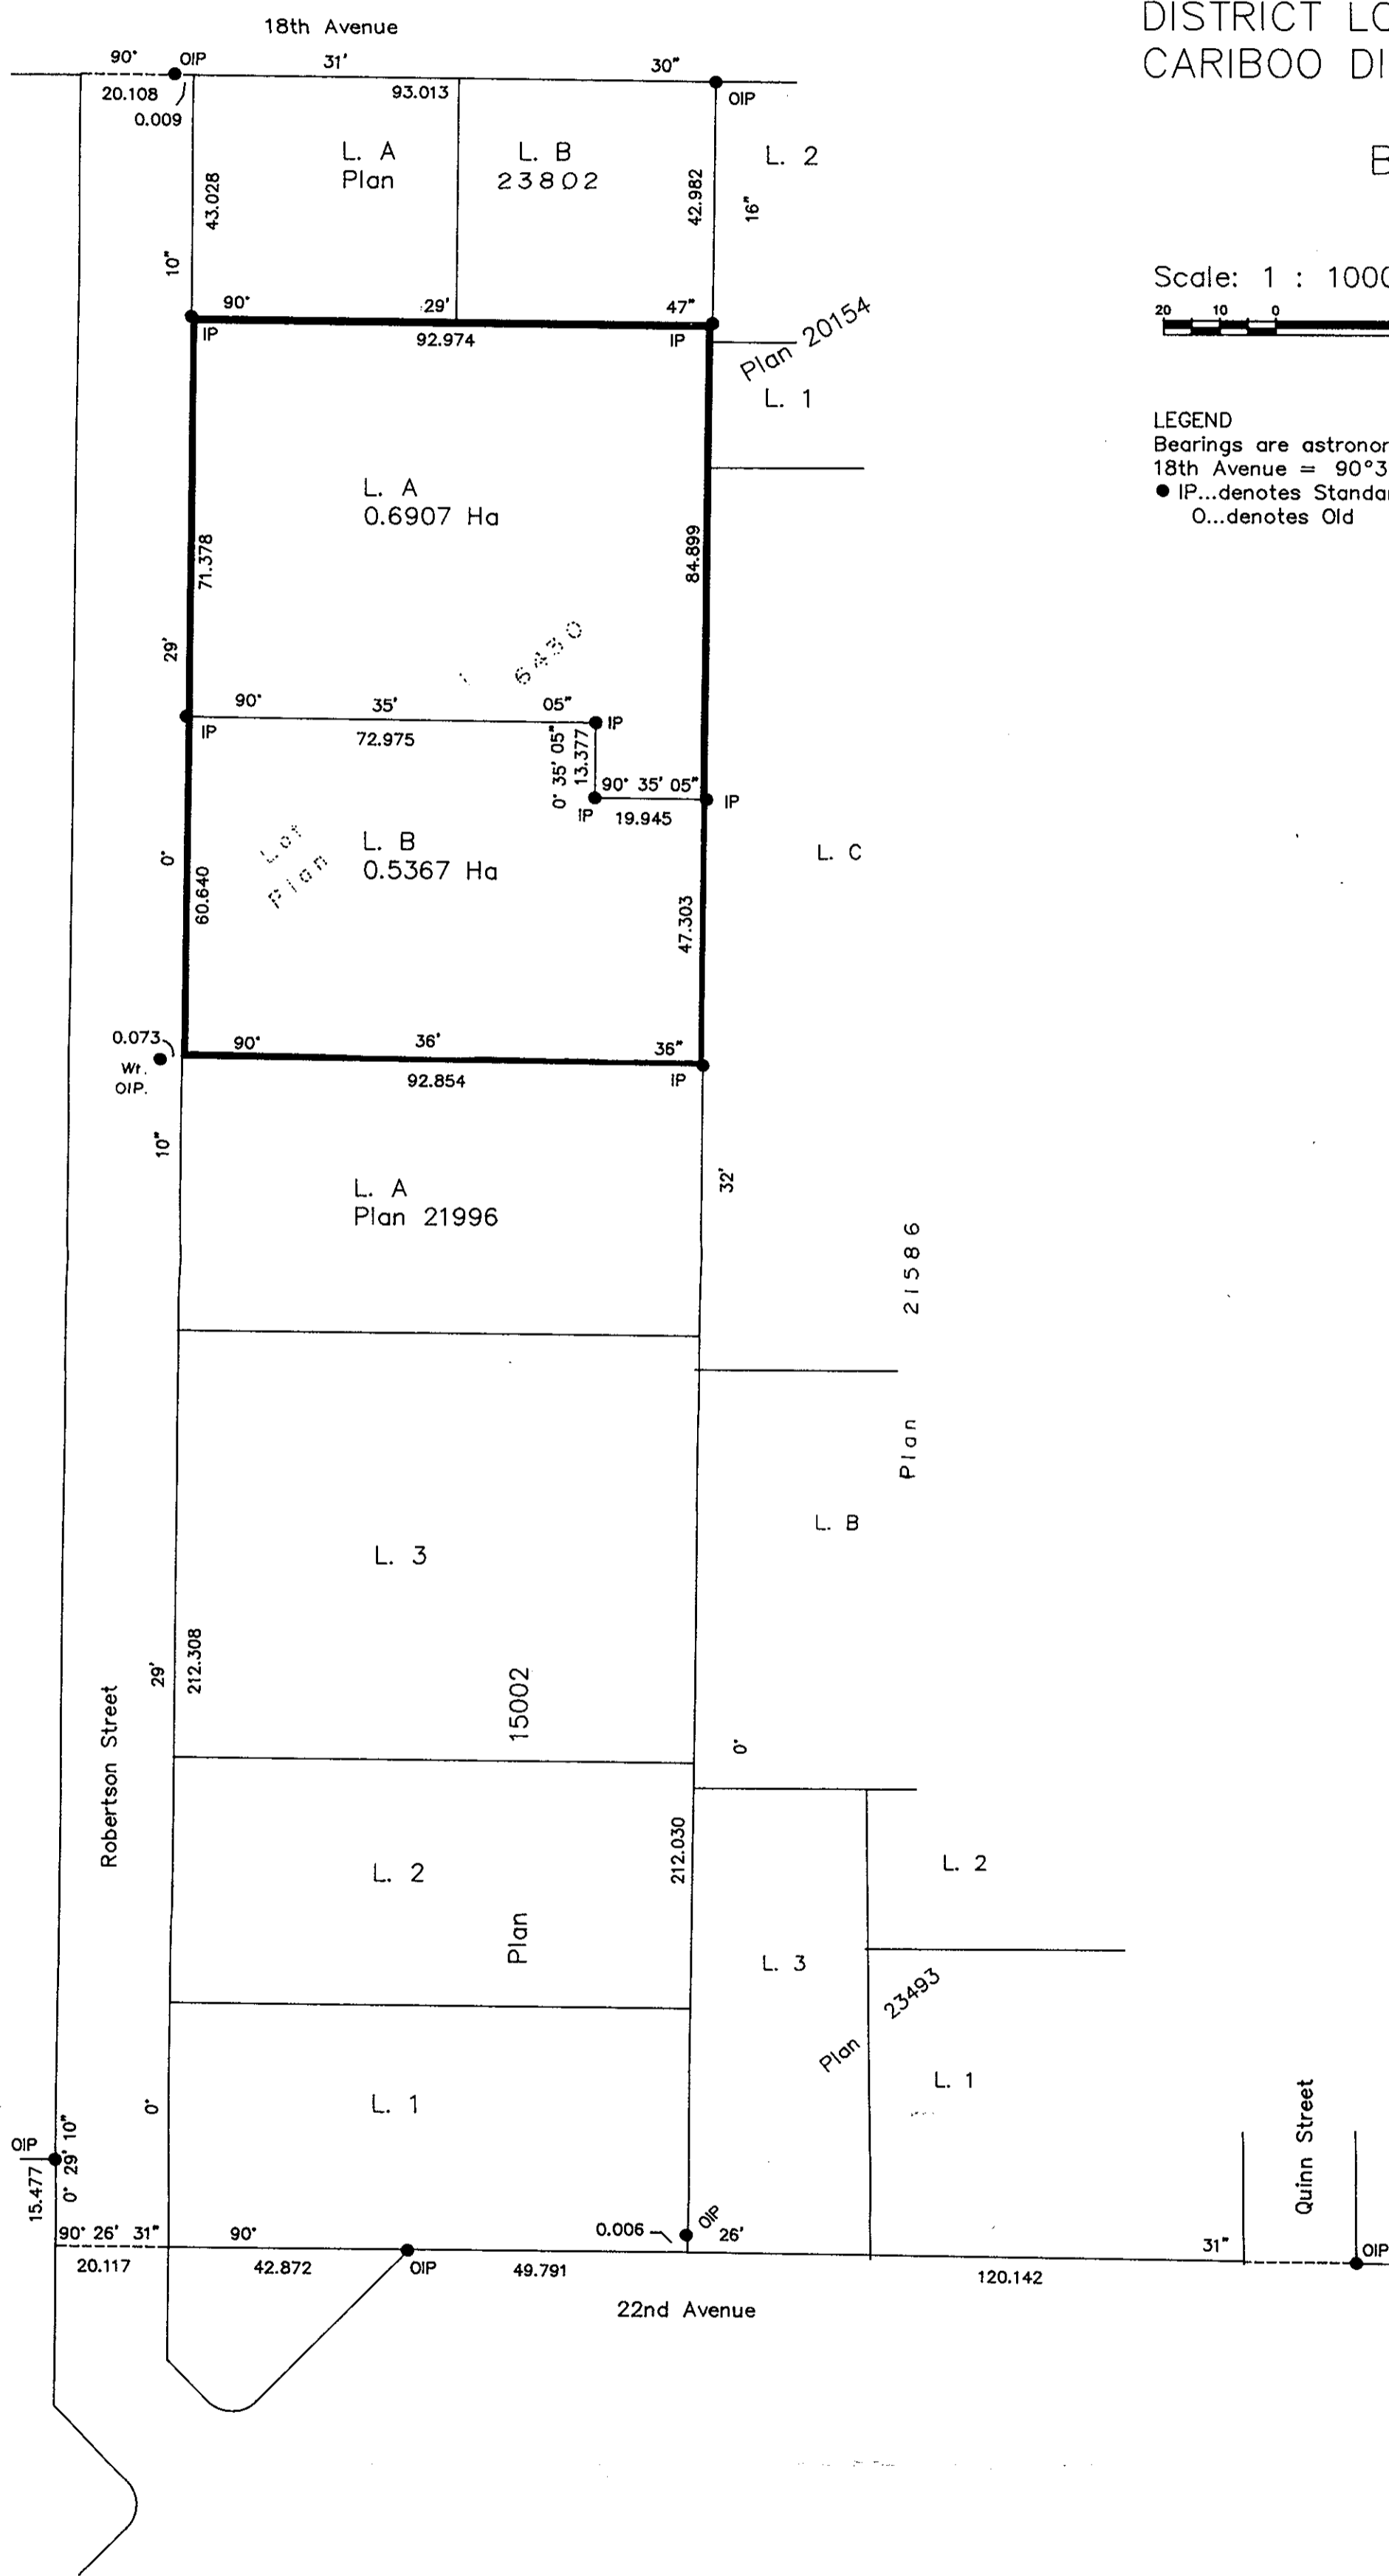 DISTRICT LO
CARIBOO DI
B
Scale: 1 : 1000
20 10 0
LEGEND
Bearings are astronor
18th Avenue = 90°3
● IP...denotes Standar
O...denotes Old
18th Avenue
90° OIP 31' 30"
20.108 93.013 OIP
0.009
L. A L. B L. 2
Plan 23802
43.028 42.982 16"
10"
90° 29' 47"
IP 92.974 IP
Plan 20154
L. 1
L. A
0.6907 Ha
71.378 84.899
29'
6430
90° 35' 05" IP
IP 72.975
0° 35' 05" 13.377
90° 35' 05" IP
IP 19.945
L. B
0.5367 Ha
L. C
Lot
Plan
0°
60.640 47.303
0.073
90° 36' 36"
Wt.
OIP.
92.854 IP
10"
32'
L. A
Plan 21996
Plan 21586
L. 3
L. B
29' 212.308
Plan 15002
Robertson Street
0°
212.030
L. 2 L. 2
L. 3
Plan 23493
L. 1 L. 1
0°
Quinn Street
OIP
15.477
0° 29' 10"
90° 26' 31" 90° 0.006 OIP 26' 31" OIP
20.117 42.872 OIP 49.791 120.142
22nd Avenue